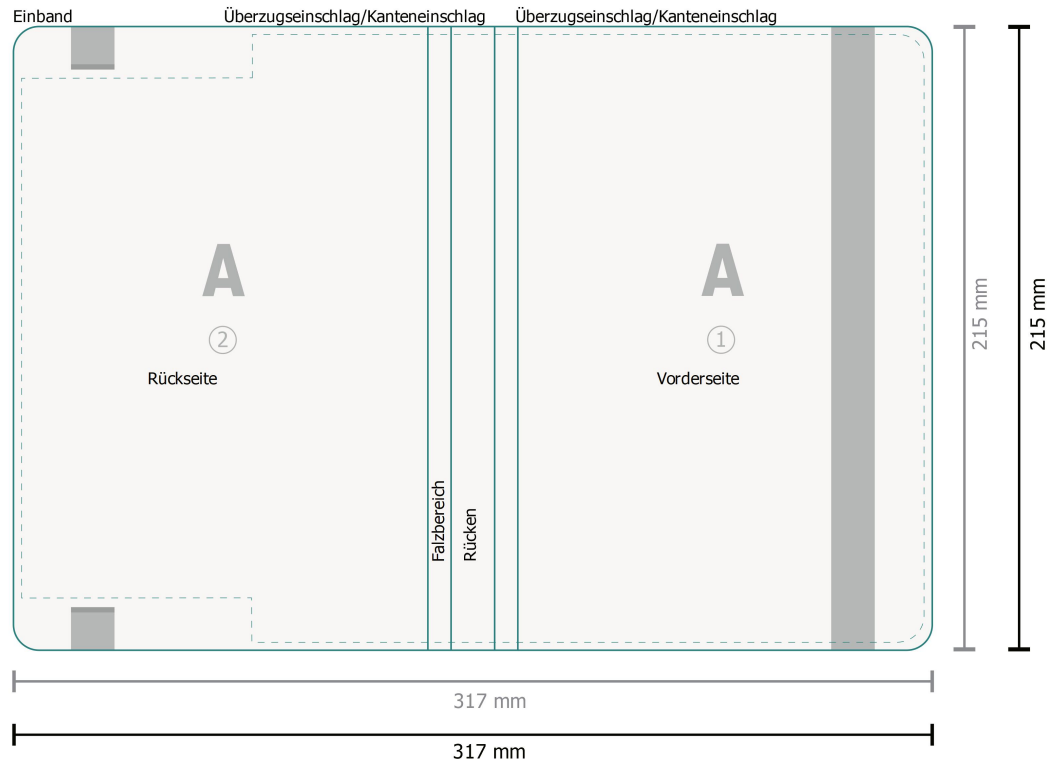 Einband
Überzugseinschlag/Kanteneinschlag
Überzugseinschlag/Kanteneinschlag
A
2
Rückseite
A
1
Vorderseite
Falzbereich
Rücken
215 mm
215 mm
317 mm
317 mm